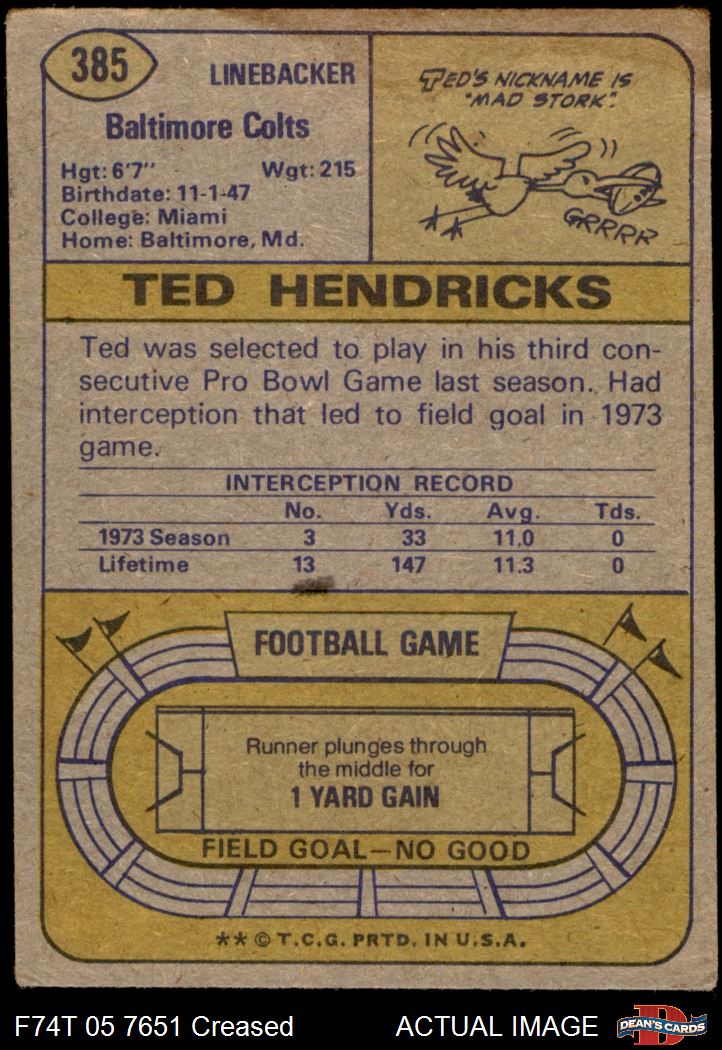 385
LINEBACKER
Baltimore Colts
Hgt: 6'7" Wgt: 215
Birthdate: 11-1-47
College: Miami
Home: Baltimore, Md.
TED'S NICKNAME IS
"MAD STORK".
GRRRR
TED HENDRICKS
Ted was selected to play in his third con-
secutive Pro Bowl Game last season. Had
interception that led to field goal in 1973
game.
INTERCEPTION RECORD
No. Yds. Avg. Tds.
1973 Season 3 33 11.0 0
Lifetime 13 147 11.3 0
FOOTBALL GAME
Runner plunges through
the middle for
1 YARD GAIN
FIELD GOAL—NO GOOD
** © T.C.G. PRTD. IN U.S.A.
F74T 05 7651 Creased ACTUAL IMAGE
D
DEAN'S CARDS